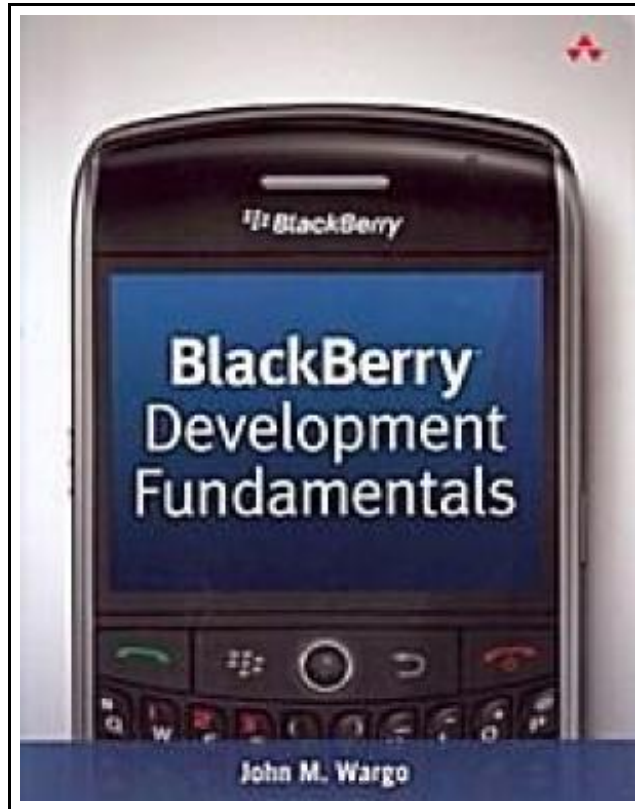 BlackBerry
BlackBerry
Development
Fundamentals
Q W
O P
John M. Wargo